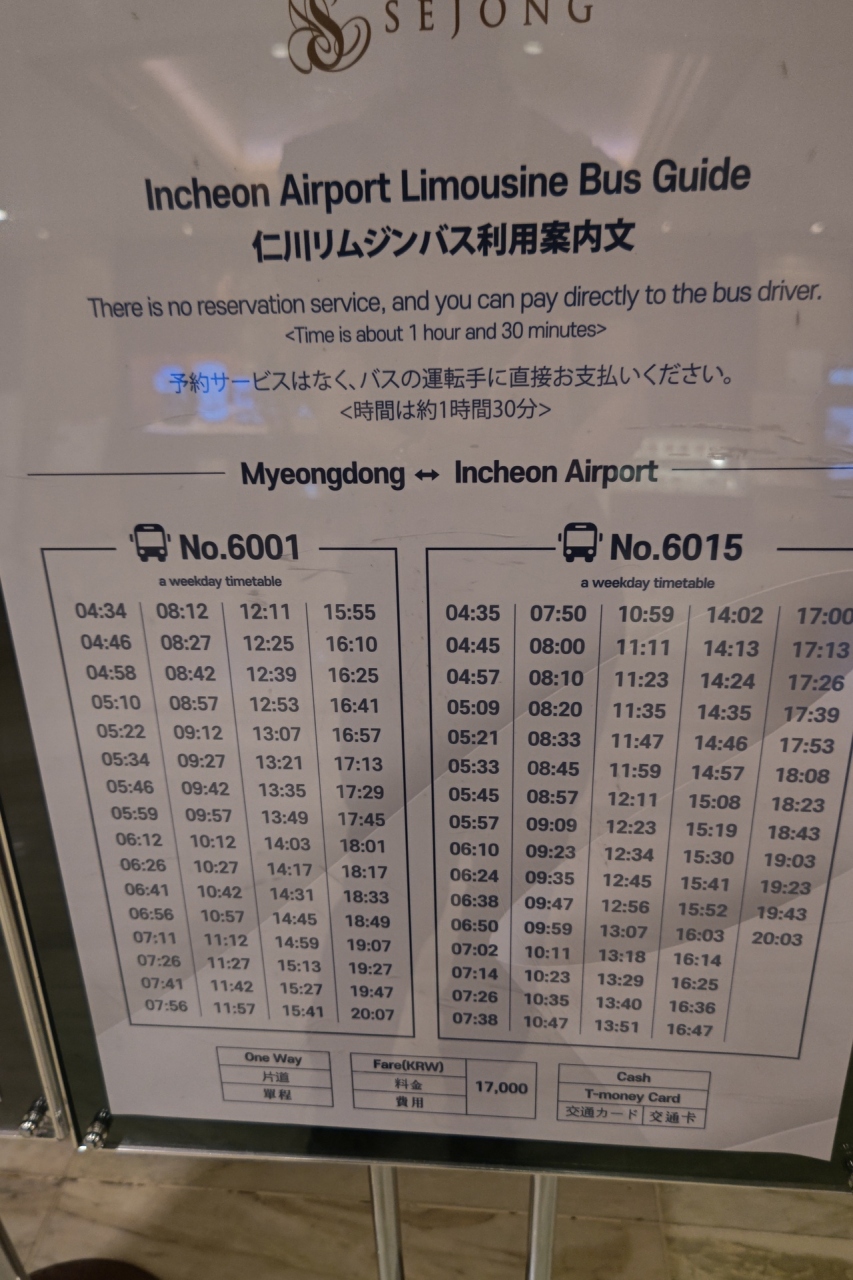 SEJONG
Incheon Airport Limousine Bus Guide
仁川リムジンバス利用案内文
There is no reservation service, and you can pay directly to the bus driver.
<Time is about 1 hour and 30 minutes>
予約サービスはなく、バスの運転手に直接お支払いください。
<時間は約1時間30分>
Myeongdong ↔ Incheon Airport
No.6001
a weekday timetable
04:34 08:12 12:11 15:55
04:46 08:27 12:25 16:10
04:58 08:42 12:39 16:25
05:10 08:57 12:53 16:41
05:22 09:12 13:07 16:57
05:34 09:27 13:21 17:13
05:46 09:42 13:35 17:29
05:59 09:57 13:49 17:45
06:12 10:12 14:03 18:01
06:26 10:27 14:17 18:17
06:41 10:42 14:31 18:33
06:56 10:57 14:45 18:49
07:11 11:12 14:59 19:07
07:26 11:27 15:13 19:27
07:41 11:42 15:27 19:47
07:56 11:57 15:41 20:07
No.6015
a weekday timetable
04:35 07:50 10:59 14:02 17:00
04:45 08:00 11:11 14:13 17:13
04:57 08:10 11:23 14:24 17:26
05:09 08:20 11:35 14:35 17:39
05:21 08:33 11:47 14:46 17:53
05:33 08:45 11:59 14:57 18:08
05:45 08:57 12:11 15:08 18:23
05:57 09:09 12:23 15:19 18:43
06:10 09:23 12:34 15:30 19:03
06:24 09:35 12:45 15:41 19:23
06:38 09:47 12:56 15:52 19:43
06:50 09:59 13:07 16:03 20:03
07:02 10:11 13:18 16:14
07:14 10:23 13:29 16:25
07:26 10:35 13:40 16:36
07:38 10:47 13:51 16:47
One Way
片道
單程
Fare(KRW)
料金
費用
17,000
Cash
T-money Card
交通カード 交通卡